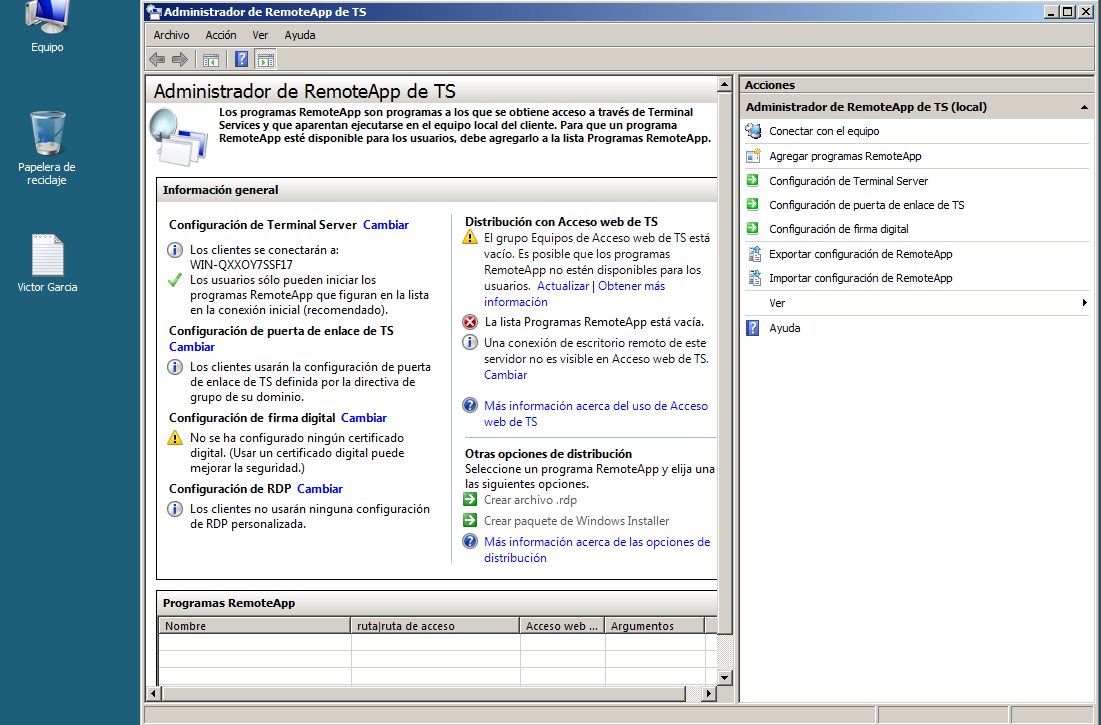 Equipo
Papelera de
reciclaje
Victor Garcia
Administrador de RemoteApp de TS
Archivo Acción Ver Ayuda
Administrador de RemoteApp de TS
Los programas RemoteApp son programas a los que se obtiene acceso a través de Terminal
Services y que aparentan ejecutarse en el equipo local del cliente. Para que un programa
RemoteApp esté disponible para los usuarios, debe agregarlo a la lista Programas RemoteApp.
Información general
Configuración de Terminal Server Cambiar
Los clientes se conectarán a:
WIN-QXXOY7SSF17
Los usuarios sólo pueden iniciar los
programas RemoteApp que figuran en la lista
en la conexión inicial (recomendado).
Configuración de puerta de enlace de TS
Cambiar
Los clientes usarán la configuración de puerta
de enlace de TS definida por la directiva de
grupo de su dominio.
Configuración de firma digital Cambiar
No se ha configurado ningún certificado
digital. (Usar un certificado digital puede
mejorar la seguridad.)
Configuración de RDP Cambiar
Los clientes no usarán ninguna configuración
de RDP personalizada.
Distribución con Acceso web de TS
El grupo Equipos de Acceso web de TS está
vacío. Es posible que los programas
RemoteApp no estén disponibles para los
usuarios. Actualizar | Obtener más
información
La lista Programas RemoteApp está vacía.
Una conexión de escritorio remoto de este
servidor no es visible en Acceso web de TS.
Cambiar
Más información acerca del uso de Acceso
web de TS
Otras opciones de distribución
Seleccione un programa RemoteApp y elija una
las siguientes opciones.
Crear archivo .rdp
Crear paquete de Windows Installer
Más información acerca de las opciones de
distribución
Programas RemoteApp
Nombre ruta|ruta de acceso Acceso web ... Argumentos
Acciones
Administrador de RemoteApp de TS (local)
Conectar con el equipo
Agregar programas RemoteApp
Configuración de Terminal Server
Configuración de puerta de enlace de TS
Configuración de firma digital
Exportar configuración de RemoteApp
Importar configuración de RemoteApp
Ver
Ayuda